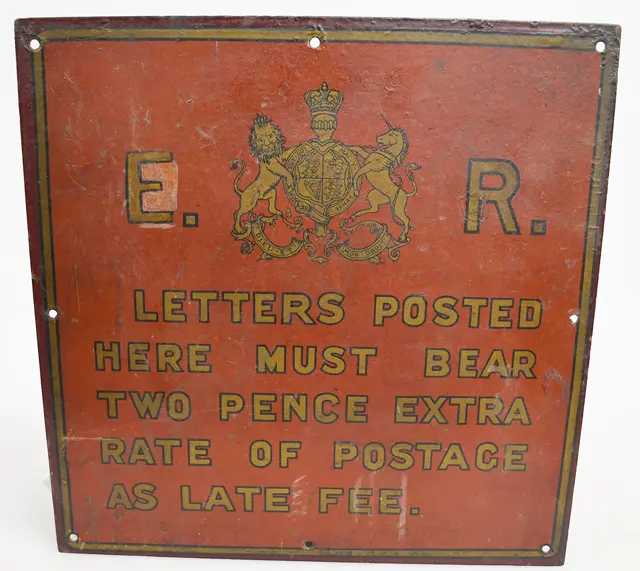 E. R.
LETTERS POSTED
HERE MUST BEAR
TWO PENCE EXTRA
RATE OF POSTAGE
AS LATE FEE.